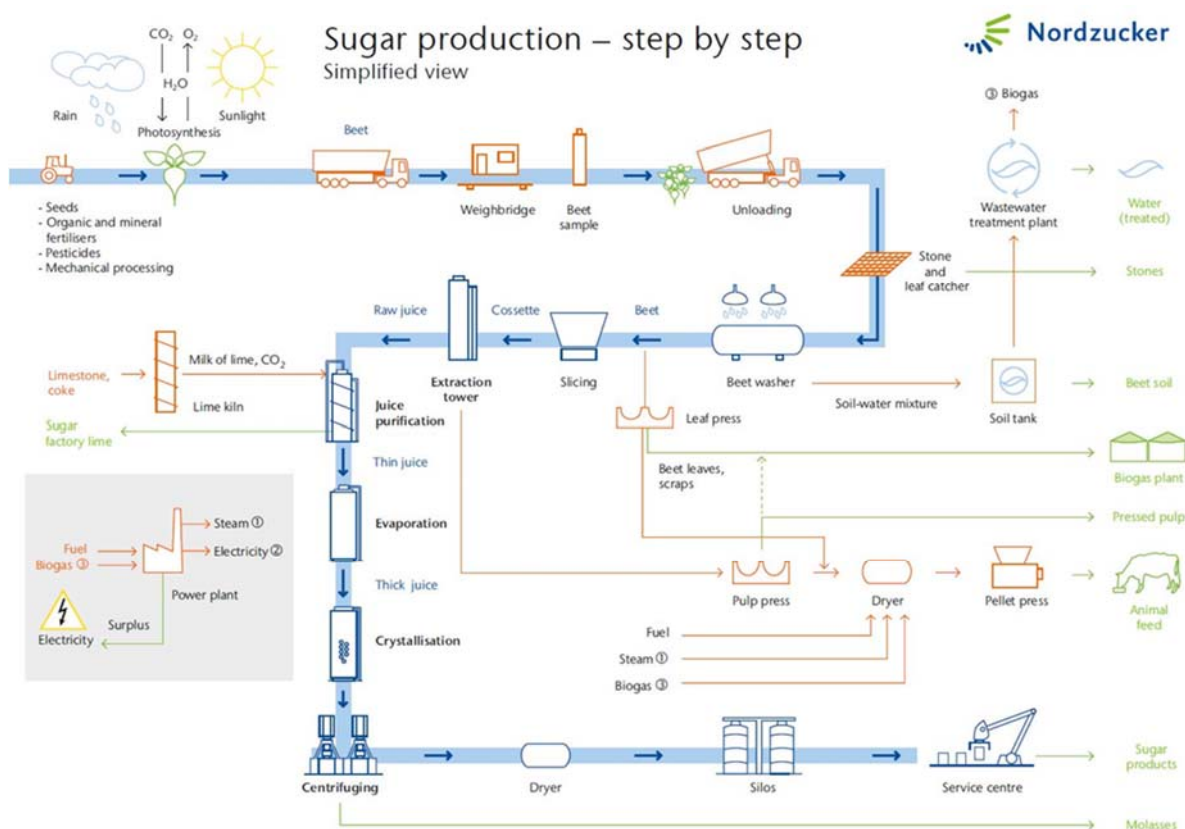 Sugar production – step by step
Simplified view
Nordzucker
CO₂ O₂
H₂O
Rain
Sunlight
Photosynthesis
③ Biogas
Beet
Weighbridge
Beet
sample
Unloading
Wastewater
treatment plant
Water
(treated)
- Seeds
- Organic and mineral
fertilisers
- Pesticides
- Mechanical processing
Stone
and
leaf catcher
Stones
Raw juice
Cossette
Beet
Milk of lime, CO₂
Limestone,
coke
Lime kiln
Extraction
tower
Slicing
Beet washer
Soil-water mixture
Soil tank
Beet soil
Juice
purification
Leaf press
Sugar
factory lime
Thin juice
Beet leaves,
scraps
Biogas plant
Pressed pulp
Evaporation
Steam ①
Fuel
Electricity ②
Biogas ③
Power plant
Thick juice
Pulp press
Dryer
Pellet press
Animal
feed
Surplus
Electricity
Crystallisation
Fuel
Steam ①
Biogas ③
Centrifuging
Dryer
Silos
Service centre
Sugar
products
Molasses